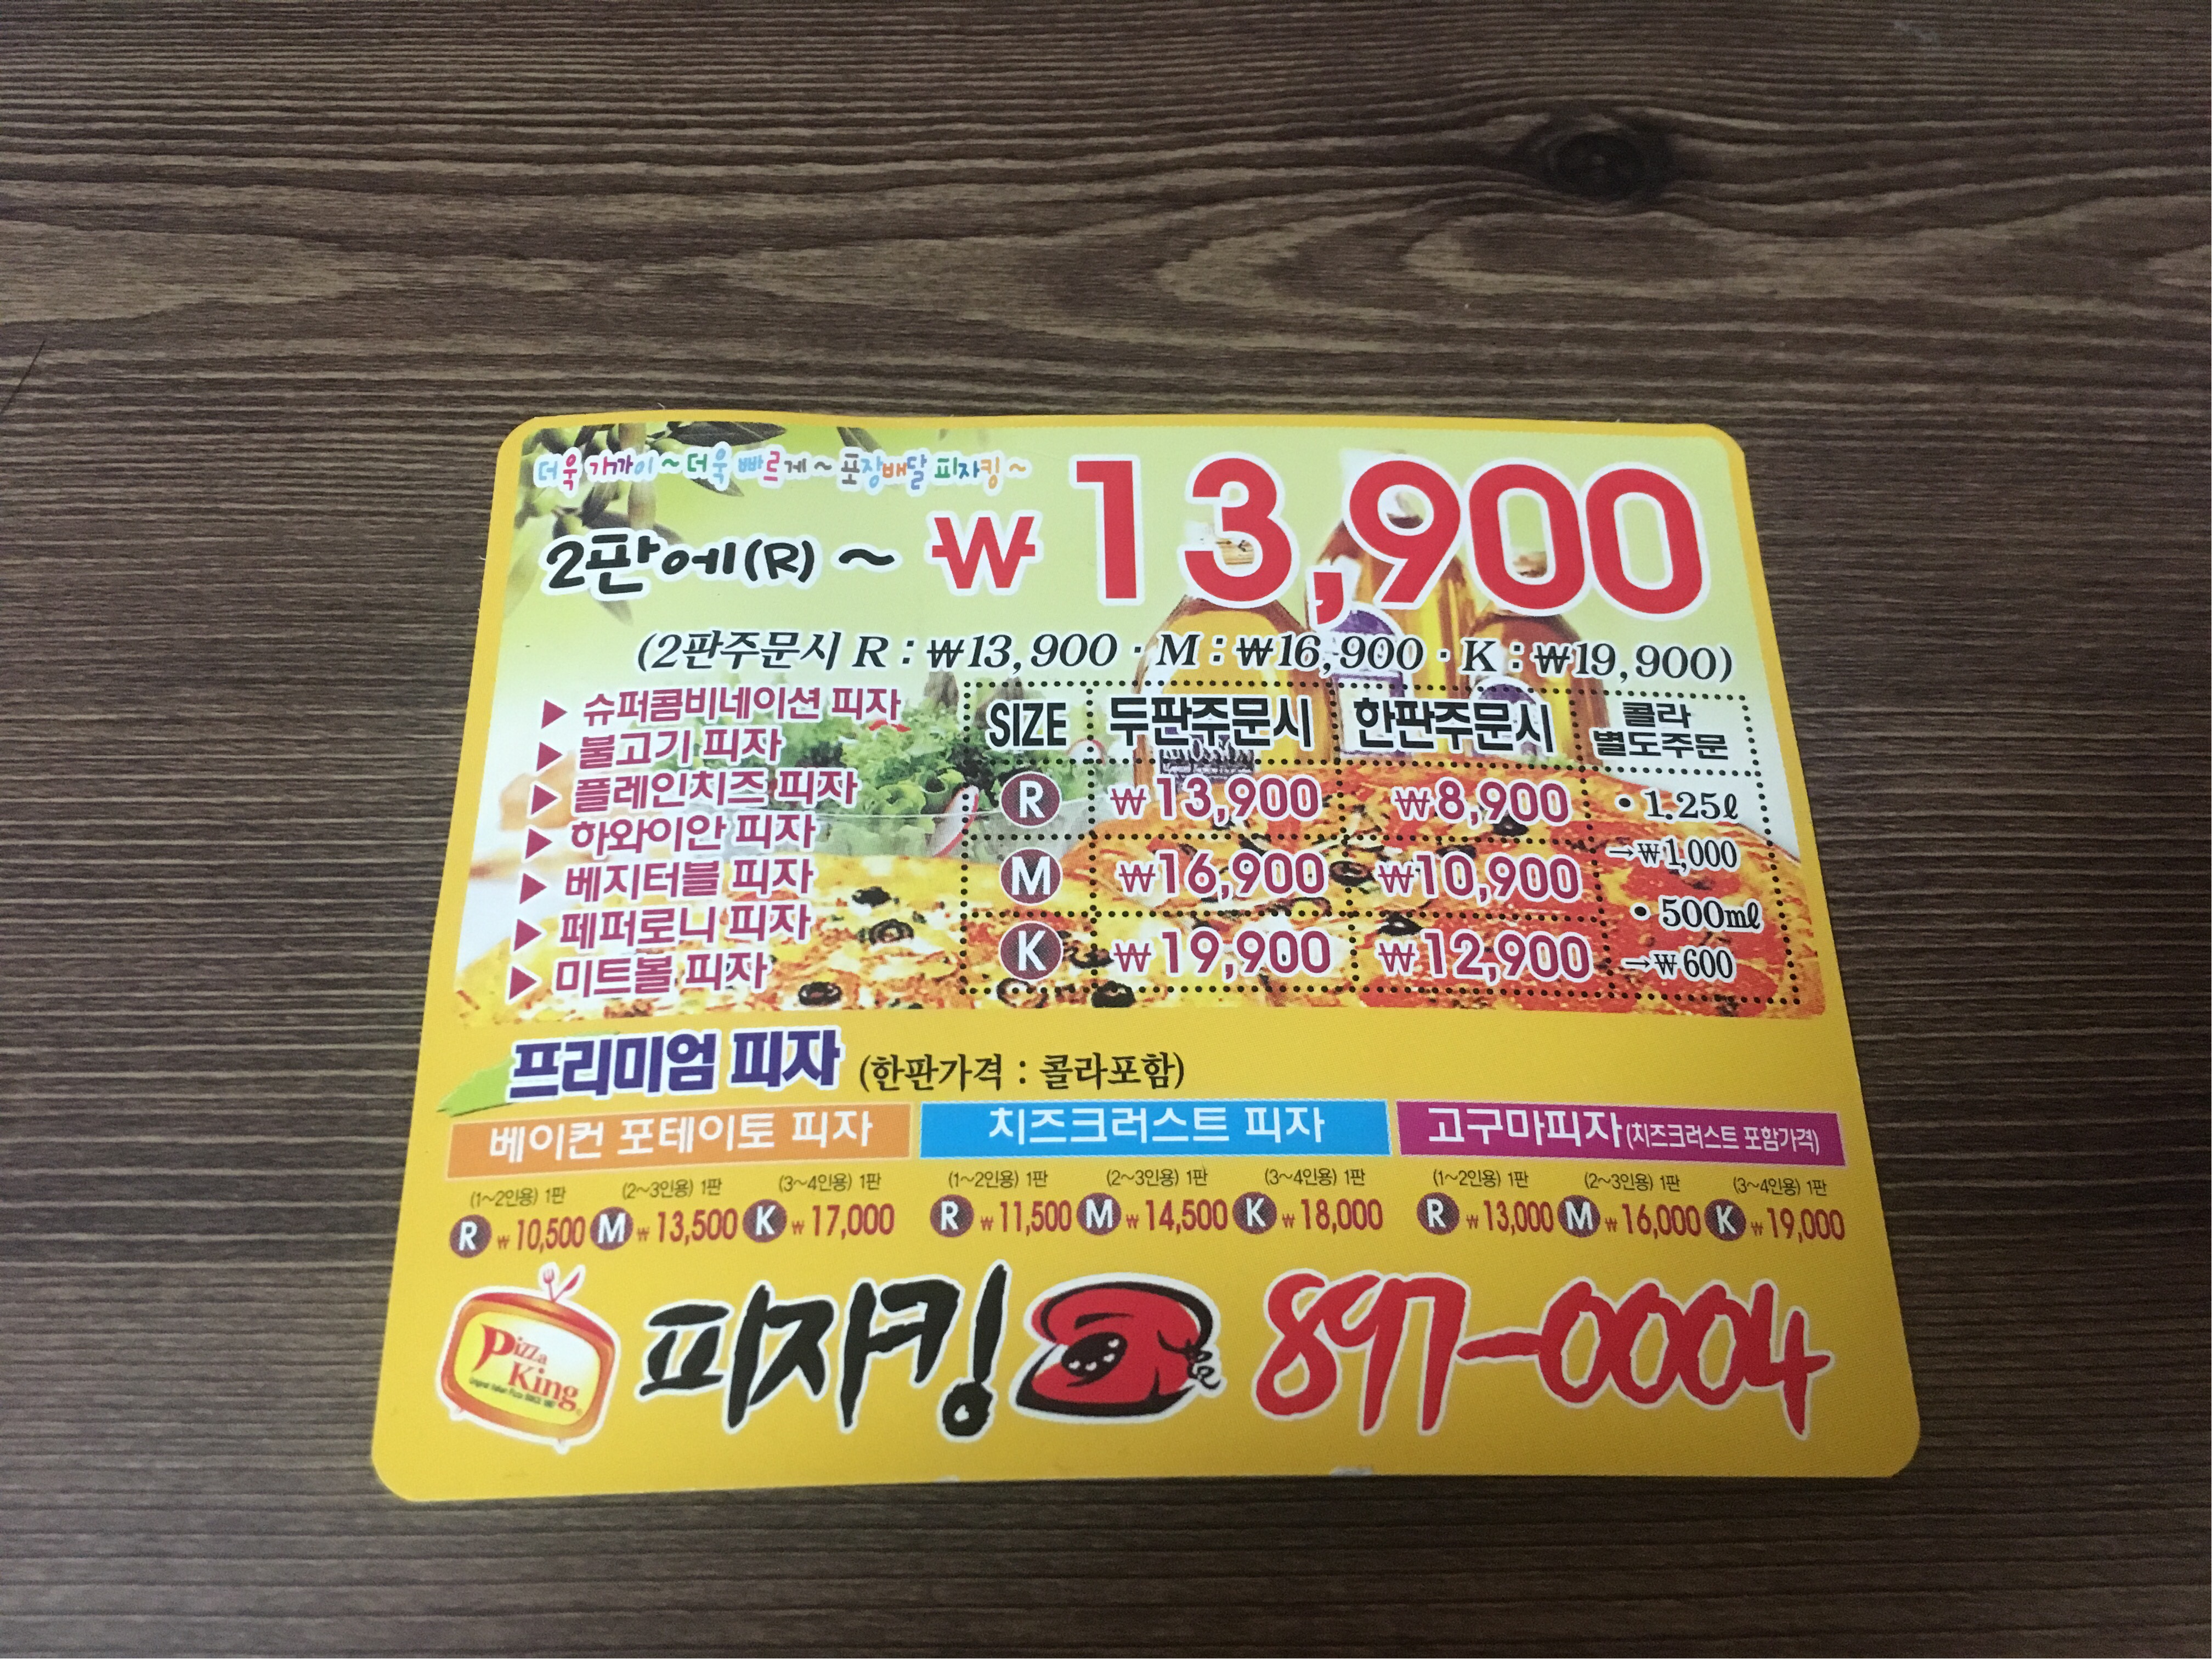 더욱 가까이~더욱 빠르게~포장배달 피자킹~
2판에(R)~ ₩13,900
(2판주문시 R : ₩13,900 · M : ₩16,900 · K : ₩19,900)
▶ 슈퍼콤비네이션 피자
▶ 불고기 피자
▶ 플레인치즈 피자
▶ 하와이안 피자
▶ 베지터블 피자
▶ 페퍼로니 피자
▶ 미트볼 피자
SIZE 두판주문시 한판주문시 콜라 별도주문
R ₩13,900 ₩8,900
M ₩16,900 ₩10,900
K ₩19,900 ₩12,900
• 1.25ℓ
→₩1,000
• 500㎖
→₩600
프리미엄 피자 (한판가격 : 콜라포함)
베이컨 포테이토 피자
(1~2인용) 1판 (2~3인용) 1판 (3~4인용) 1판
R ₩10,500 M ₩13,500 K ₩17,000
치즈크러스트 피자
(1~2인용) 1판 (2~3인용) 1판 (3~4인용) 1판
R ₩11,500 M ₩14,500 K ₩18,000
고구마피자(치즈크러스트 포함가격)
(1~2인용) 1판 (2~3인용) 1판 (3~4인용) 1판
R ₩13,000 M ₩16,000 K ₩19,000
Pizza
King
피자킹 897-0004